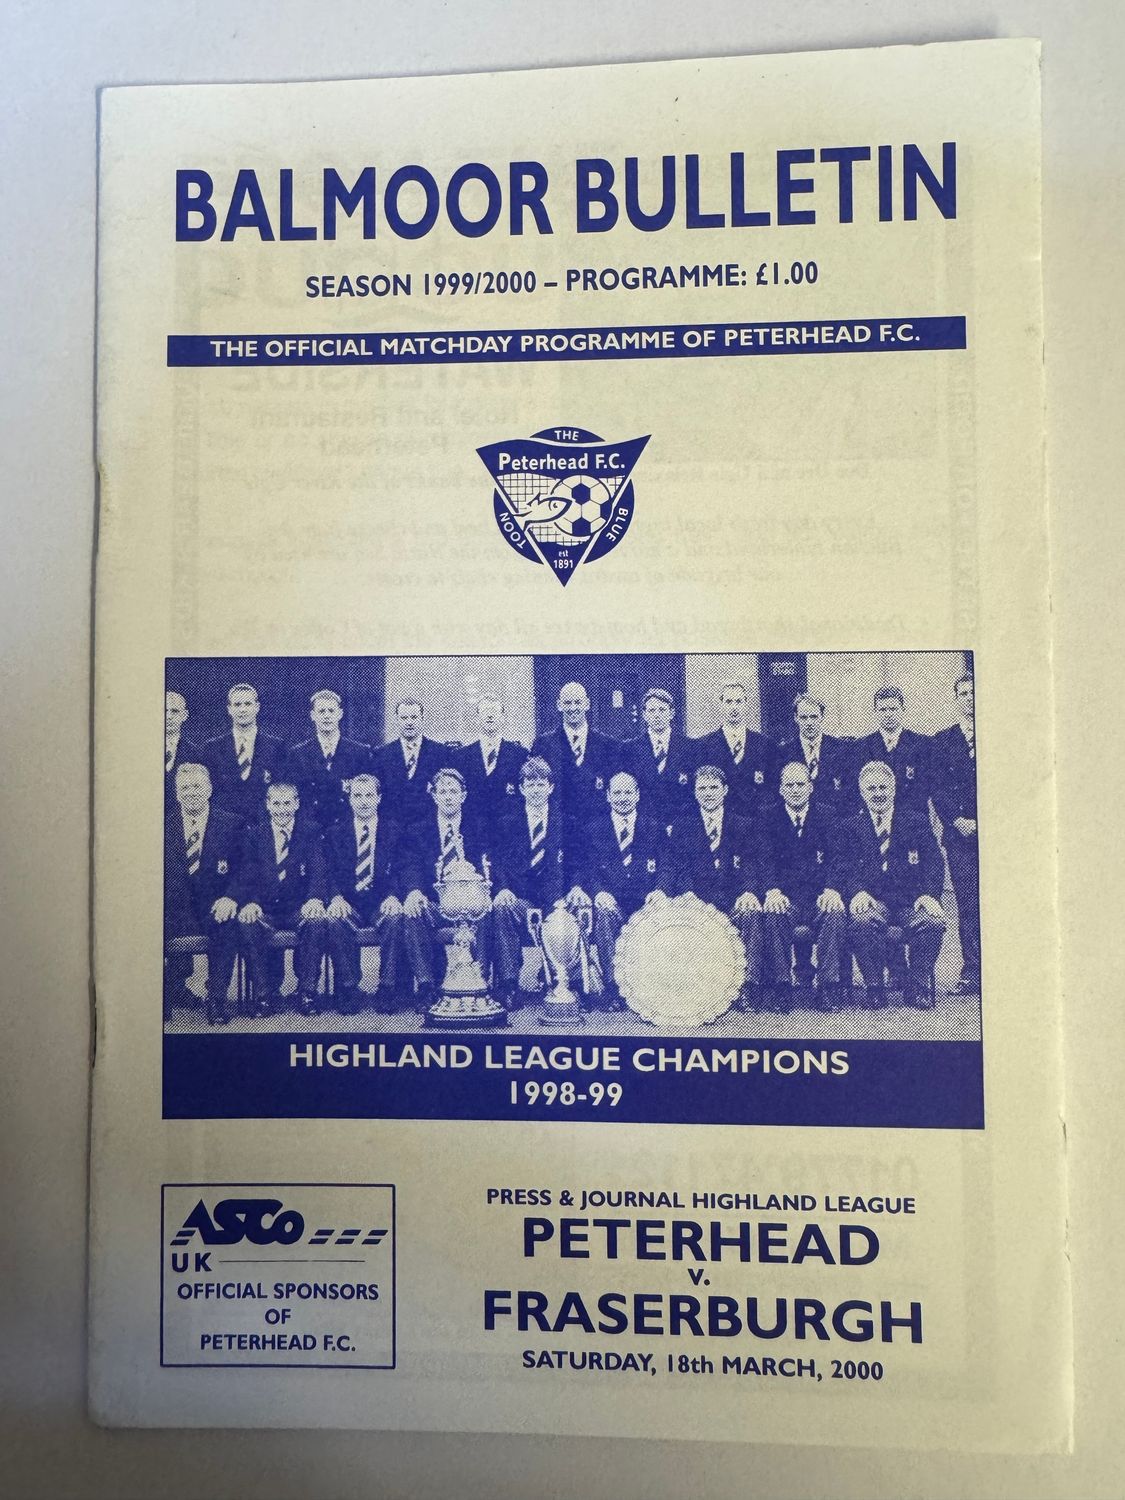 BALMOOR BULLETIN
SEASON 1999/2000 – PROGRAMME: £1.00
THE OFFICIAL MATCHDAY PROGRAMME OF PETERHEAD F.C.
THE
Peterhead F.C.
TOON
BLUE
est
1891
HIGHLAND LEAGUE CHAMPIONS
1998-99
ASCo
UK
OFFICIAL SPONSORS
OF
PETERHEAD F.C.
PRESS & JOURNAL HIGHLAND LEAGUE
PETERHEAD
v.
FRASERBURGH
SATURDAY, 18th MARCH, 2000